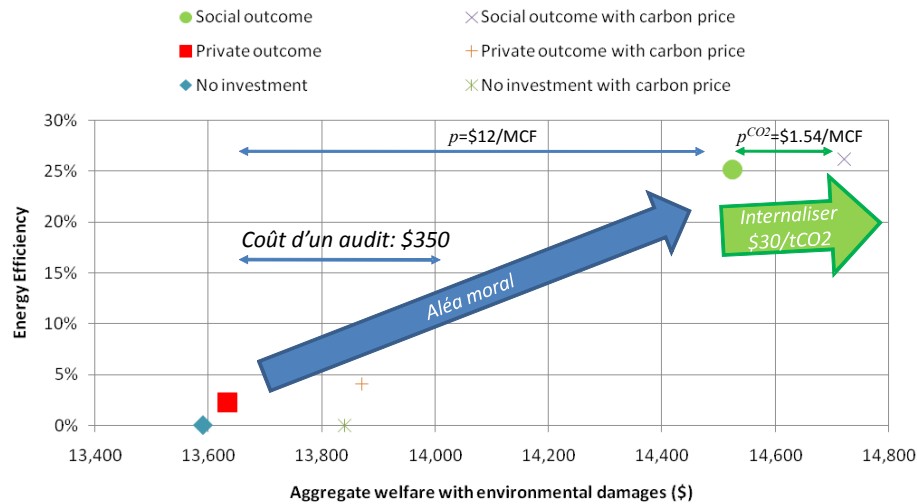 Social outcome
Social outcome with carbon price
Private outcome
Private outcome with carbon price
No investment
No investment with carbon price
30%
25%
20%
15%
10%
5%
0%
Energy Efficiency
p=$12/MCF
pCO2=$1.54/MCF
Coût d'un audit: $350
Aléa moral
Internaliser
$30/tCO2
13,400
13,600
13,800
14,000
14,200
14,400
14,600
14,800
Aggregate welfare with environmental damages ($)